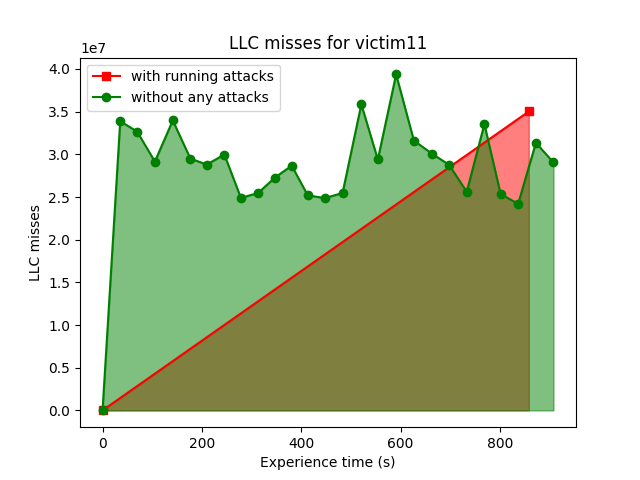 LLC misses for victim11
1e7
with running attacks
without any attacks
4.0
3.5
3.0
2.5
2.0
1.5
1.0
0.5
0.0
LLC misses
0 200 400 600 800
Experience time (s)